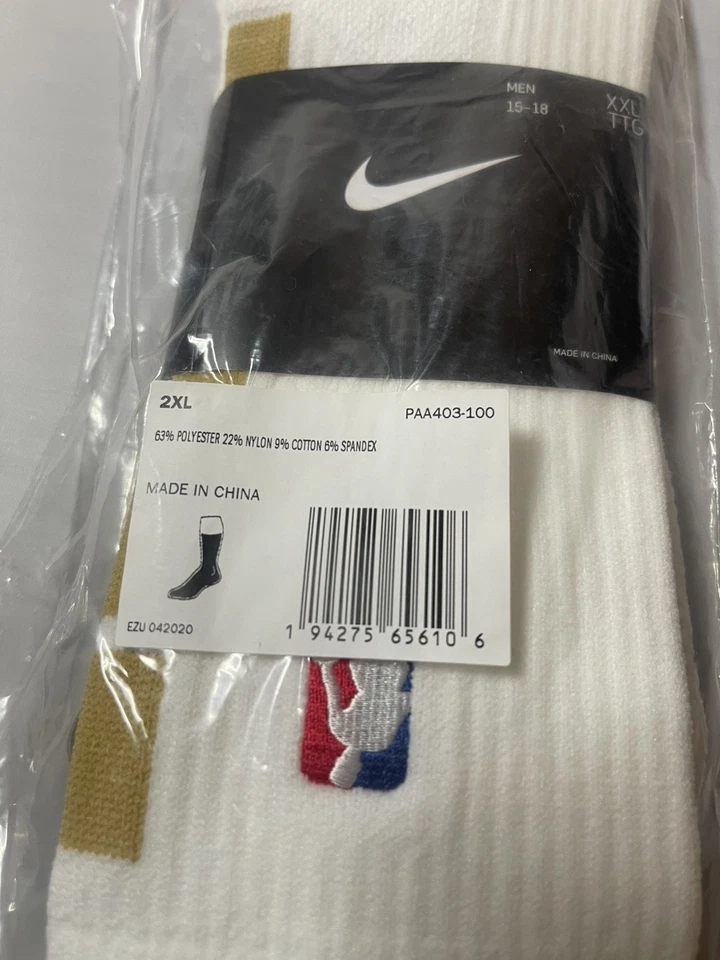 MEN
15-18
XXL
TTG
MADE IN CHINA
2XL
PAA403-100
63% POLYESTER 22% NYLON 9% COTTON 6% SPANDEX
MADE IN CHINA
EZU 042020
1 94275 65610 6